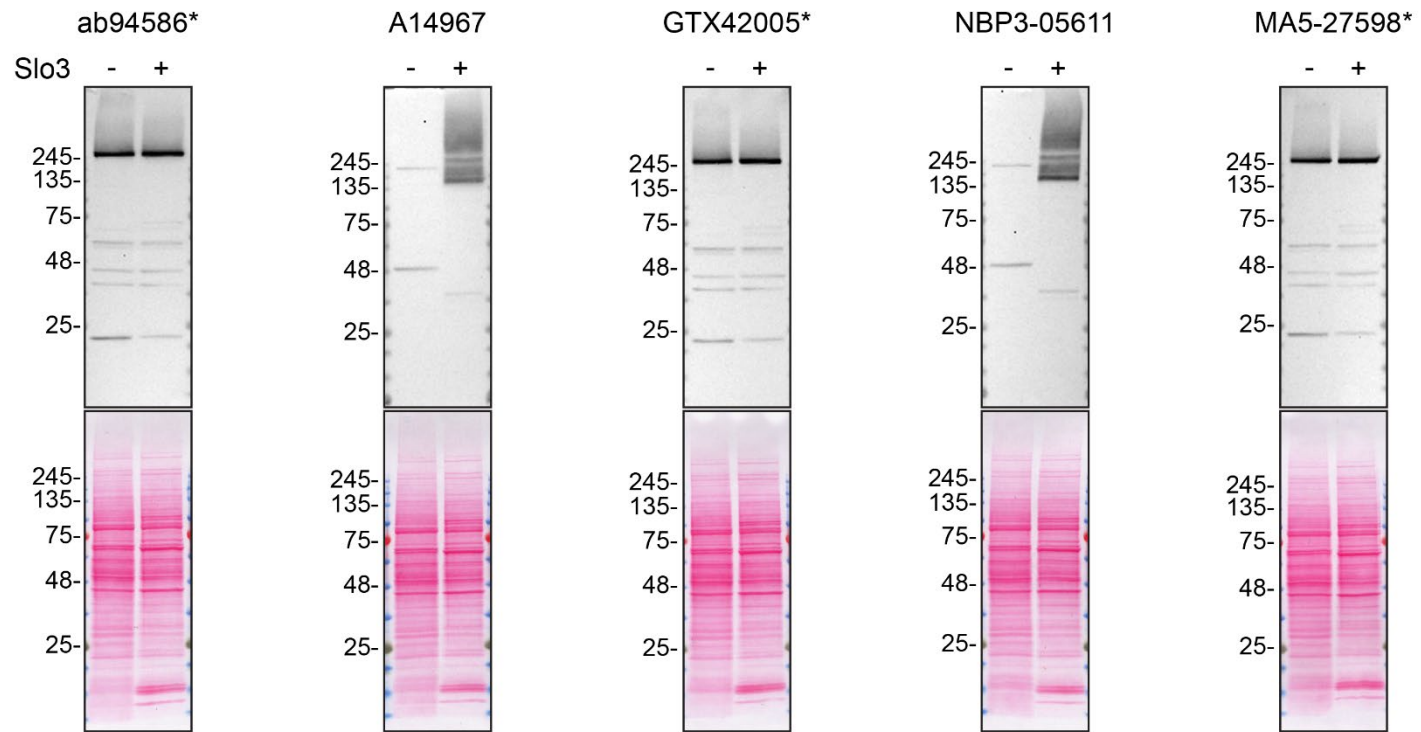 ab94586* A14967 GTX42005* NBP3-05611 MA5-27598*
Slo3 - + - + - + - + - +
245- 245- 245- 245- 245-
135- 135- 135- 135- 135-
75- 75- 75- 75- 75-
48- 48- 48- 48- 48-
25- 25- 25- 25- 25-
245- 245- 245- 245- 245-
135- 135- 135- 135- 135-
75- 75- 75- 75- 75-
48- 48- 48- 48- 48-
25- 25- 25- 25- 25-